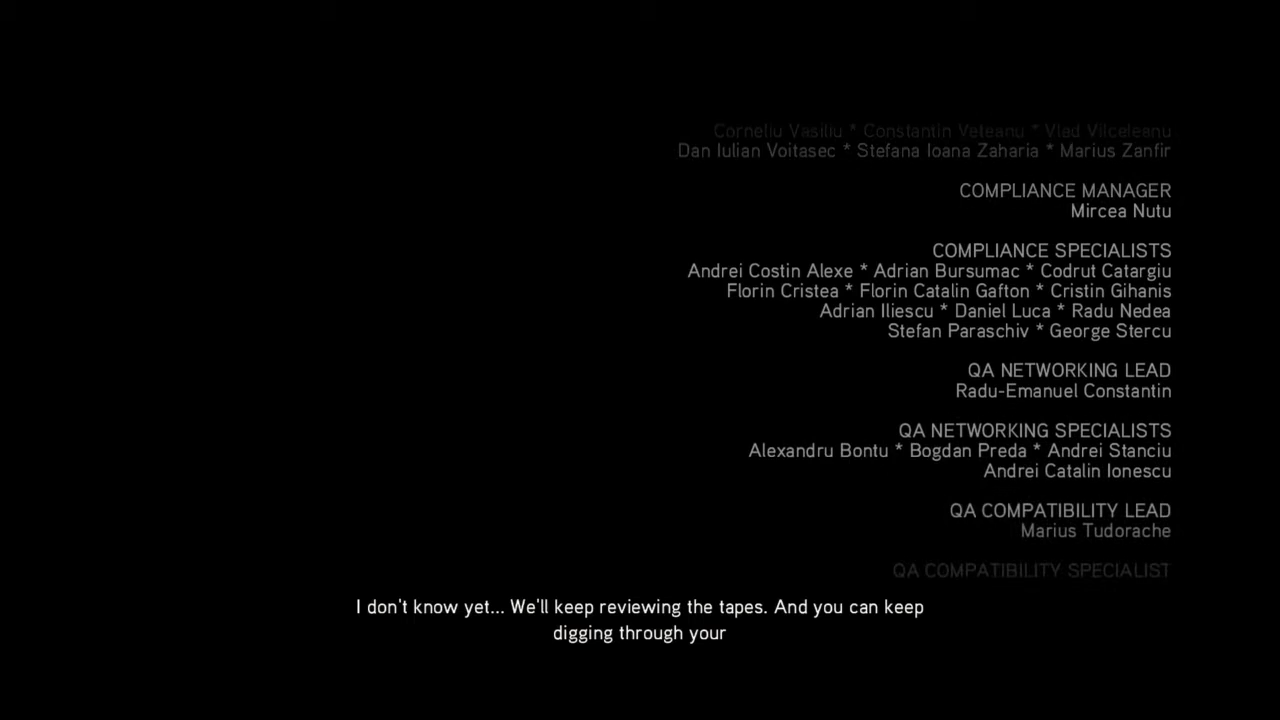 Corneliu Vasiliu * Constantin Veteanu * Vlad Vilceleanu
Dan Iulian Voitasec * Stefana Ioana Zaharia * Marius Zanfir
COMPLIANCE MANAGER
Mircea Nutu
COMPLIANCE SPECIALISTS
Andrei Costin Alexe * Adrian Bursumac * Codrut Catargiu
Florin Cristea * Florin Catalin Gafton * Cristin Gihanis
Adrian Iliescu * Daniel Luca * Radu Nedea
Stefan Paraschiv * George Stercu
QA NETWORKING LEAD
Radu-Emanuel Constantin
QA NETWORKING SPECIALISTS
Alexandru Bontu * Bogdan Preda * Andrei Stanciu
Andrei Catalin Ionescu
QA COMPATIBILITY LEAD
Marius Tudorache
QA COMPATIBILITY SPECIALIST
I don't know yet... We'll keep reviewing the tapes. And you can keep
digging through your